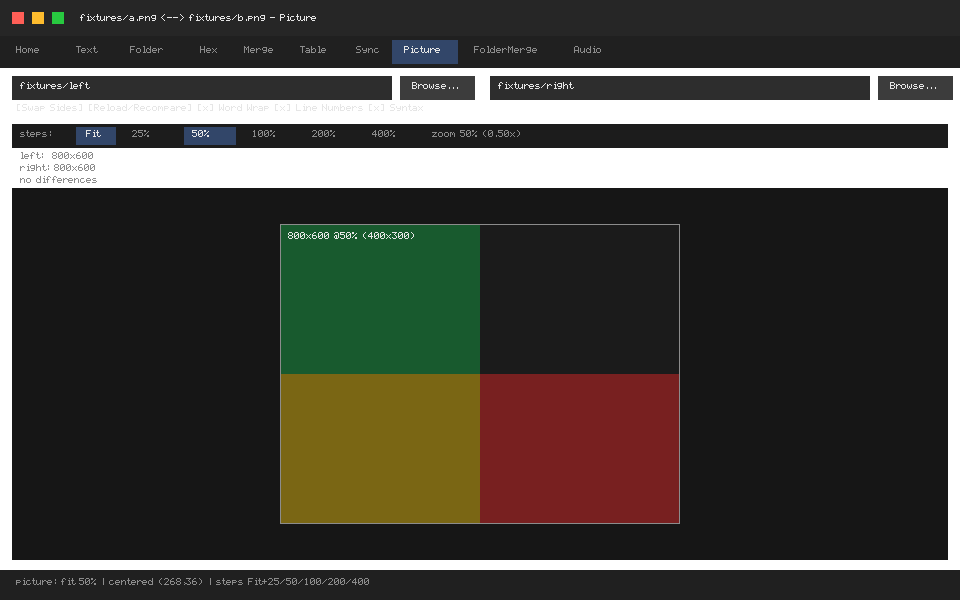 fixtures/a.png <--> fixtures/b.png - Picture
Home Text Folder Hex Merge Table Sync Picture FolderMerge Audio
fixtures/left Browse... fixtures/right Browse...
[Swap Sides] [Reload/Recompare] [x] Word Wrap [x] Line Numbers [x] Syntax
steps: Fit 25% 50% 100% 200% 400% zoom 50% (0.50x)
left: 800x600
right: 800x600
no differences
800x600 @50% (400x300)
picture: fit 50% | centered (268,36) | steps Fit+25/50/100/200/400